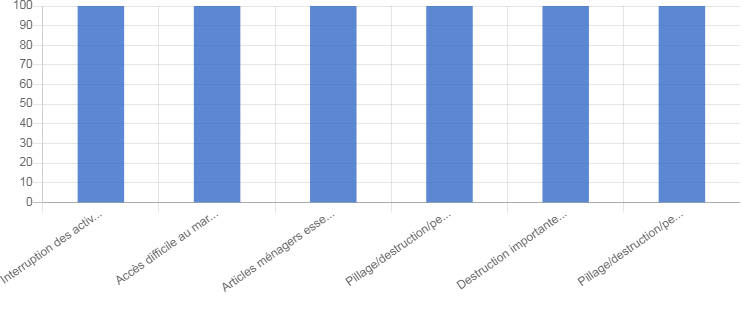 100
90
80
70
60
50
40
30
20
10
0
Interruption des activ...
Accès difficile au mar...
Articles ménagers esse...
Pillage/destruction/pe...
Destruction importante...
Pillage/destruction/pe...